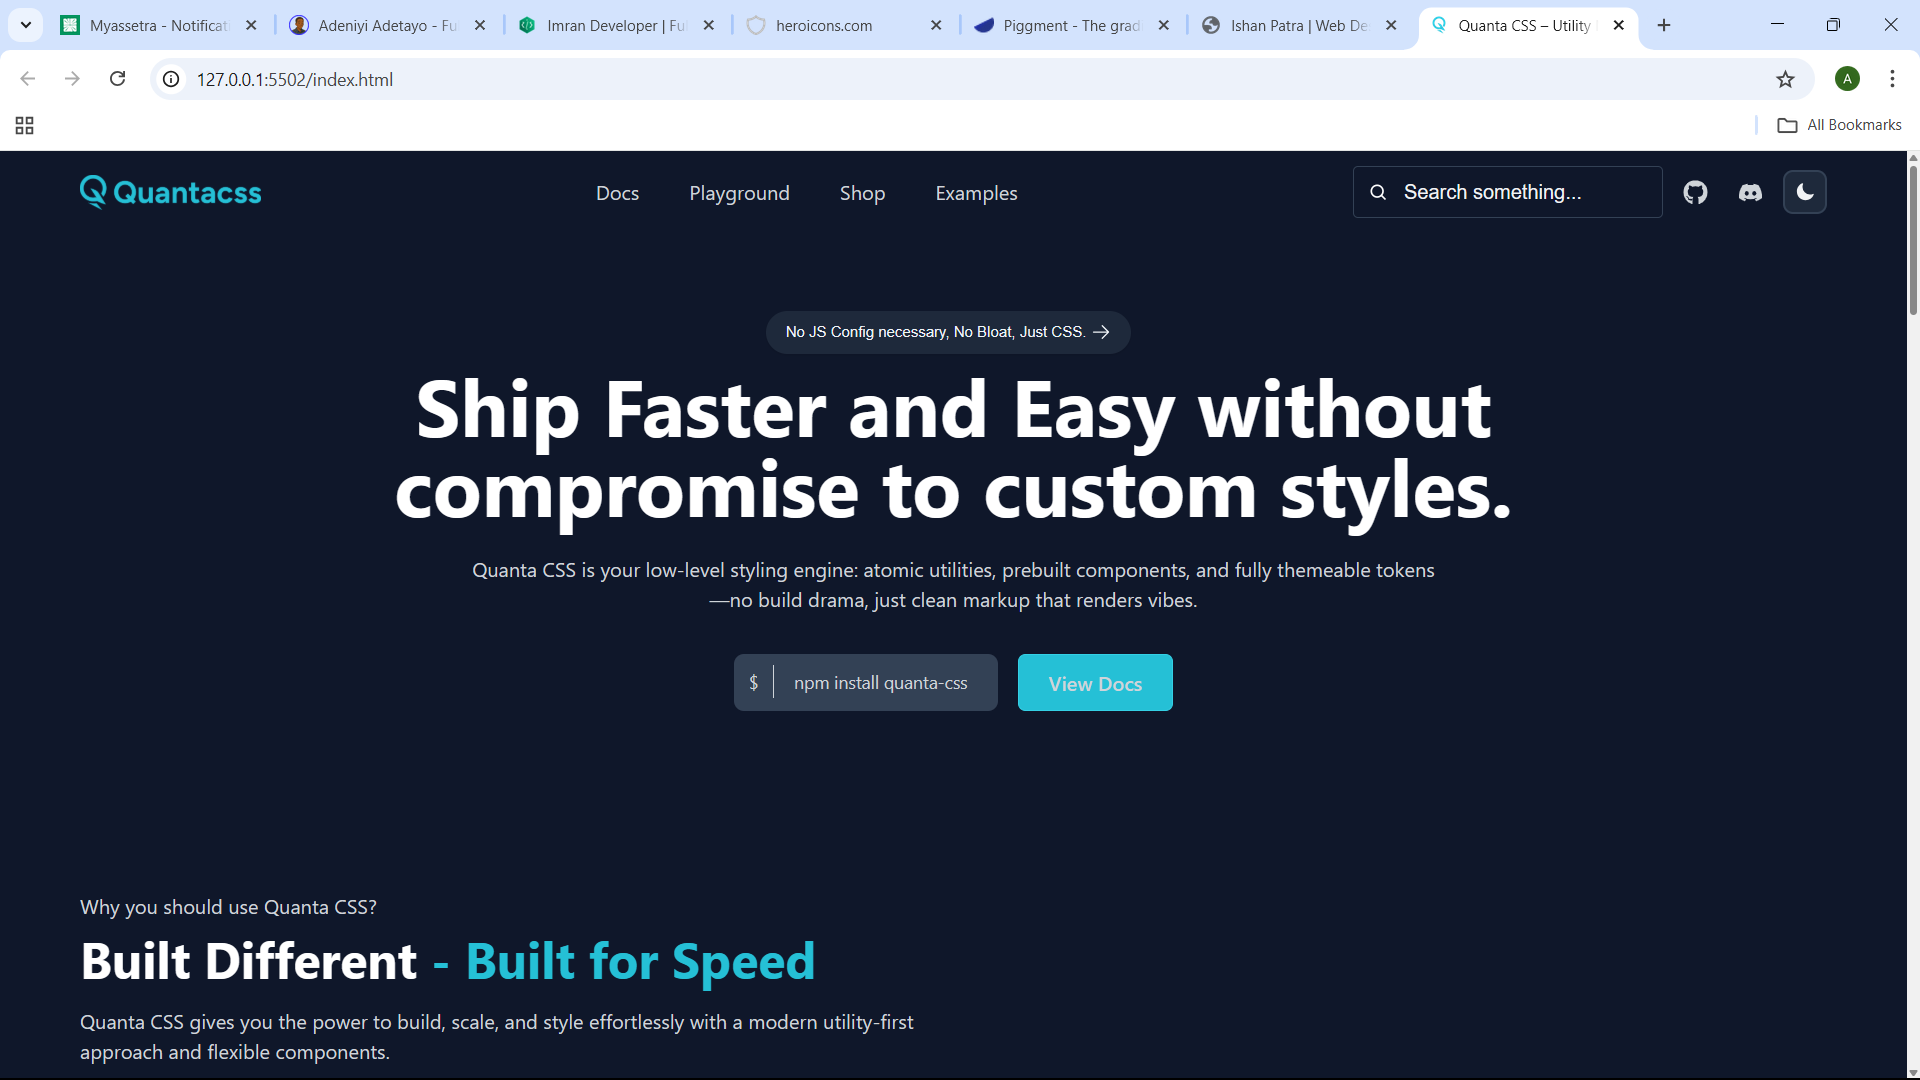 Myassetra - Notificati
Adeniyi Adetayo - Fu
Imran Developer | Ful
heroicons.com
Piggment - The grad
Ishan Patra | Web De
Quanta CSS – Utility
127.0.0.1:5502/index.html
A
All Bookmarks
Quantacss
Docs
Playground
Shop
Examples
Search something...
No JS Config necessary, No Bloat, Just CSS.
Ship Faster and Easy without
compromise to custom styles.
Quanta CSS is your low-level styling engine: atomic utilities, prebuilt components, and fully themeable tokens
—no build drama, just clean markup that renders vibes.
$ npm install quanta-css
View Docs
Why you should use Quanta CSS?
Built Different - Built for Speed
Quanta CSS gives you the power to build, scale, and style effortlessly with a modern utility-first
approach and flexible components.